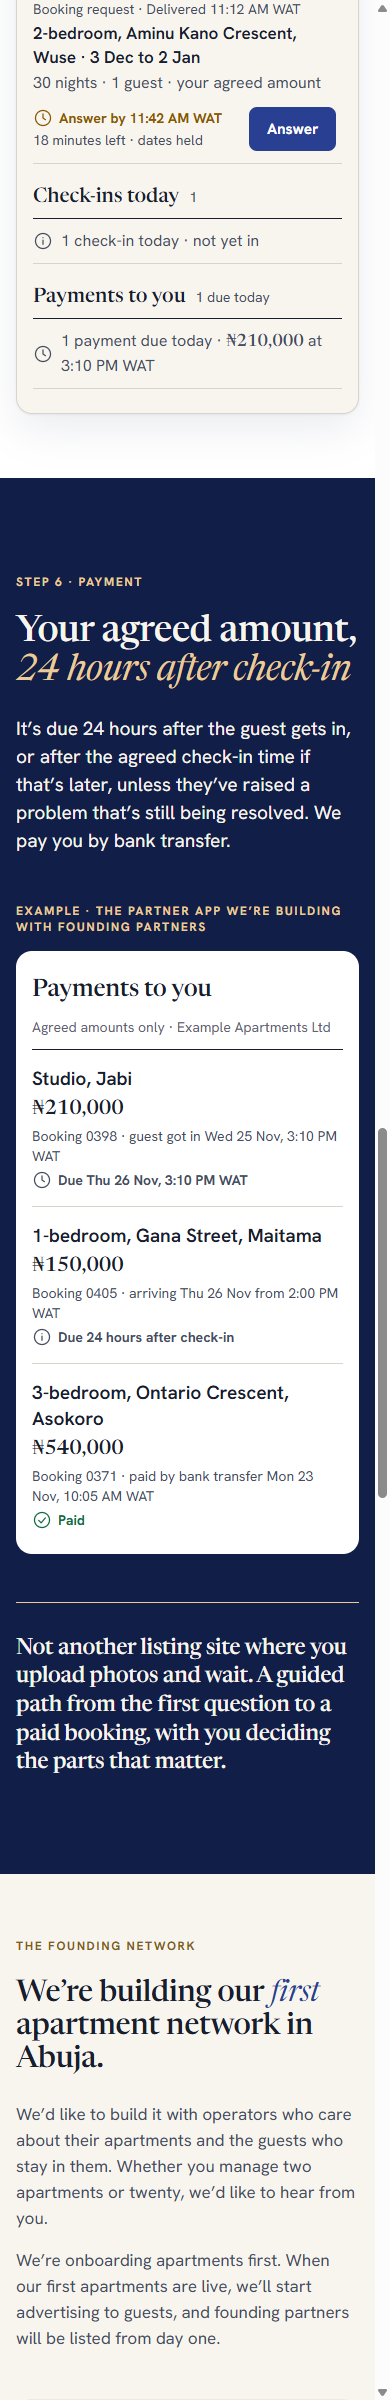 Booking request · Delivered 11:12 AM WAT
2-bedroom, Aminu Kano Crescent,
Wuse · 3 Dec to 2 Jan
30 nights · 1 guest · your agreed amount
Answer by 11:42 AM WAT
18 minutes left · dates held
Answer
Check-ins today 1
1 check-in today · not yet in
Payments to you 1 due today
1 payment due today · ₦210,000 at
3:10 PM WAT
STEP 6 · PAYMENT
Your agreed amount,
24 hours after check-in
It’s due 24 hours after the guest gets in,
or after the agreed check-in time if
that’s later, unless they’ve raised a
problem that’s still being resolved. We
pay you by bank transfer.
EXAMPLE · THE PARTNER APP WE’RE BUILDING
WITH FOUNDING PARTNERS
Payments to you
Agreed amounts only · Example Apartments Ltd
Studio, Jabi
₦210,000
Booking 0398 · guest got in Wed 25 Nov, 3:10 PM
WAT
Due Thu 26 Nov, 3:10 PM WAT
1-bedroom, Gana Street, Maitama
₦150,000
Booking 0405 · arriving Thu 26 Nov from 2:00 PM
WAT
Due 24 hours after check-in
3-bedroom, Ontario Crescent,
Asokoro
₦540,000
Booking 0371 · paid by bank transfer Mon 23
Nov, 10:05 AM WAT
Paid
Not another listing site where you
upload photos and wait. A guided
path from the first question to a
paid booking, with you deciding
the parts that matter.
THE FOUNDING NETWORK
We’re building our first
apartment network in
Abuja.
We’d like to build it with operators who care
about their apartments and the guests who
stay in them. Whether you manage two
apartments or twenty, we’d like to hear from
you.
We’re onboarding apartments first. When
our first apartments are live, we’ll start
advertising to guests, and founding partners
will be listed from day one.